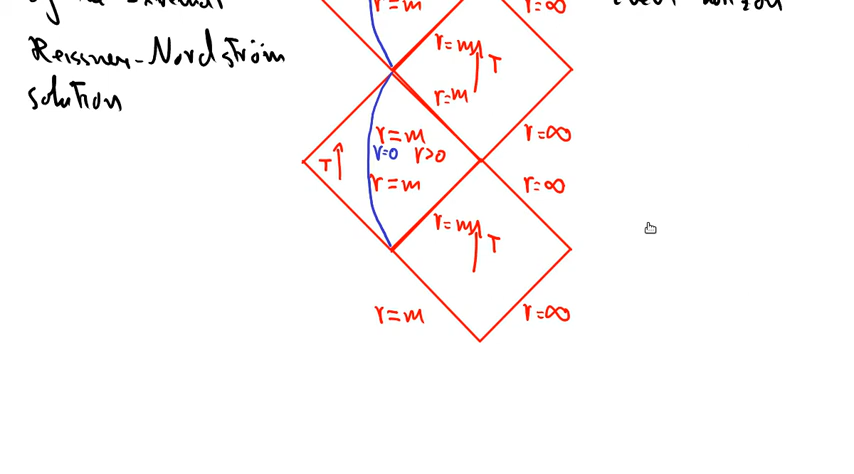 r=m
r=∞
Reissner-Nordström
solution
r=m
T
r=m
r=m
r=∞
T
r=0
r>0
r=m
r=∞
r=m
T
r=m
r=∞